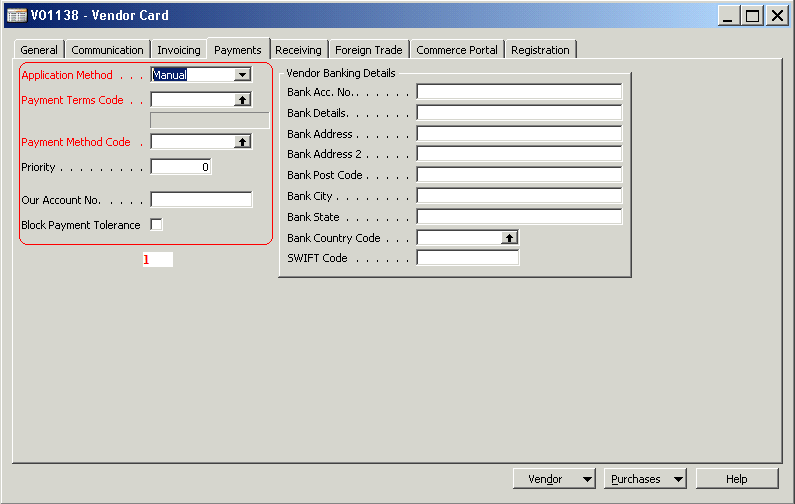 VO1138 - Vendor Card
General Communication Invoicing Payments Receiving Foreign Trade Commerce Portal Registration
Application Method . . . Manual
Payment Terms Code . .
Payment Method Code .
Priority . . . . . . . . . 0
Our Account No. . . . .
Block Payment Tolerance
1
Vendor Banking Details
Bank Acc. No. . . . . . .
Bank Details. . . . . . .
Bank Address . . . . . .
Bank Address 2 . . . . .
Bank Post Code . . . . .
Bank City . . . . . . . .
Bank State . . . . . . .
Bank Country Code . . .
SWIFT Code . . . . . .
Vendor Purchases Help